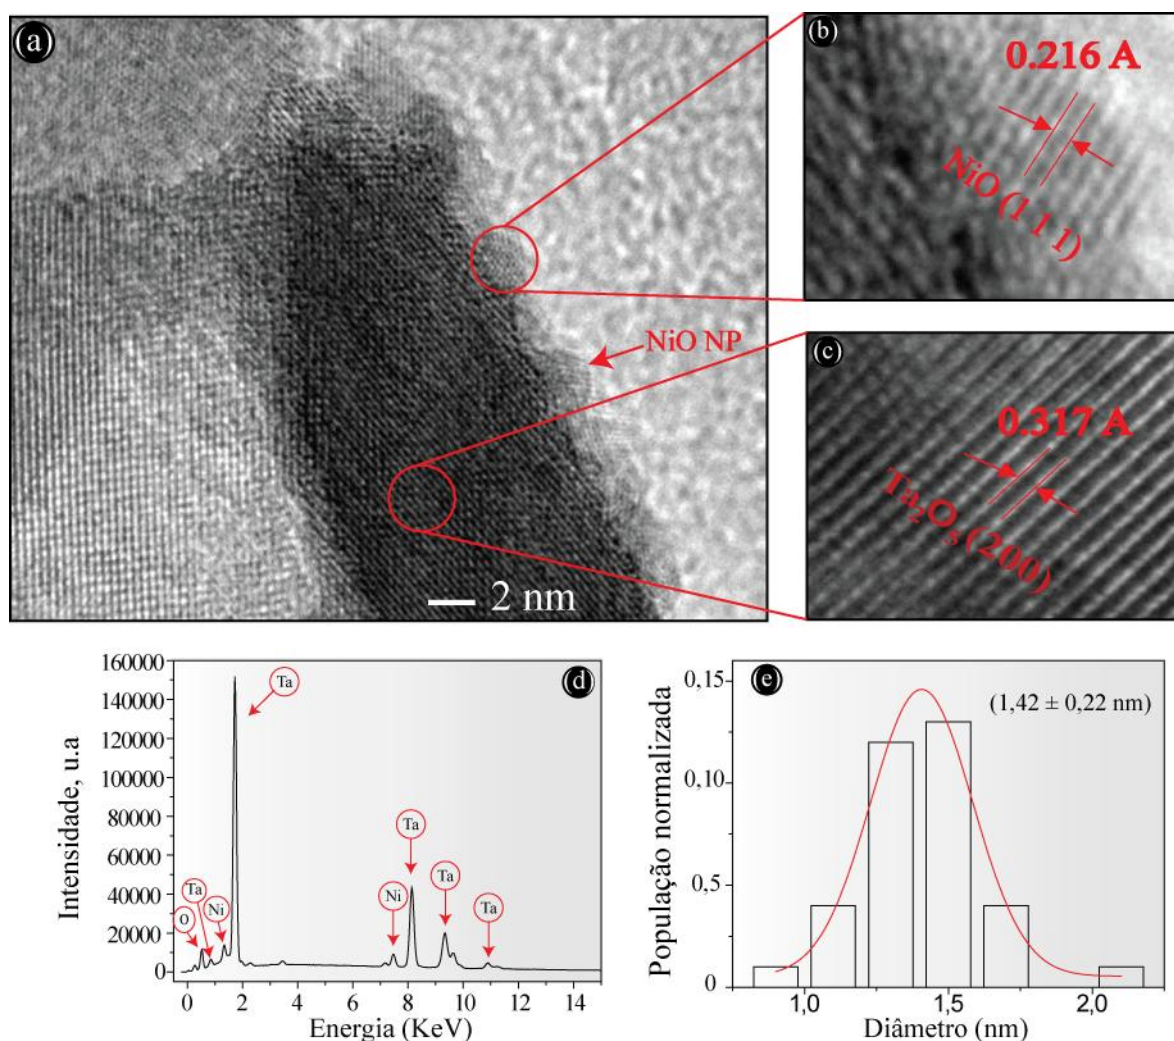 (a)
NiO NP
2 nm
(b)
0.216 A
NiO (1 1 1)
(c)
0.317 A
Ta₂O₅ (200)
(d)
160000
140000
120000
100000
80000
60000
40000
20000
0
Intensidade, u.a
O
Ta
Ni
Ta
Ni
Ta
Ta
Ta
0 2 4 6 8 10 12 14
Energia (KeV)
(e)
(1,42 ± 0,22 nm)
0,15
0,10
0,5
0
População normalizada
1,0 1,5 2,0
Diâmetro (nm)